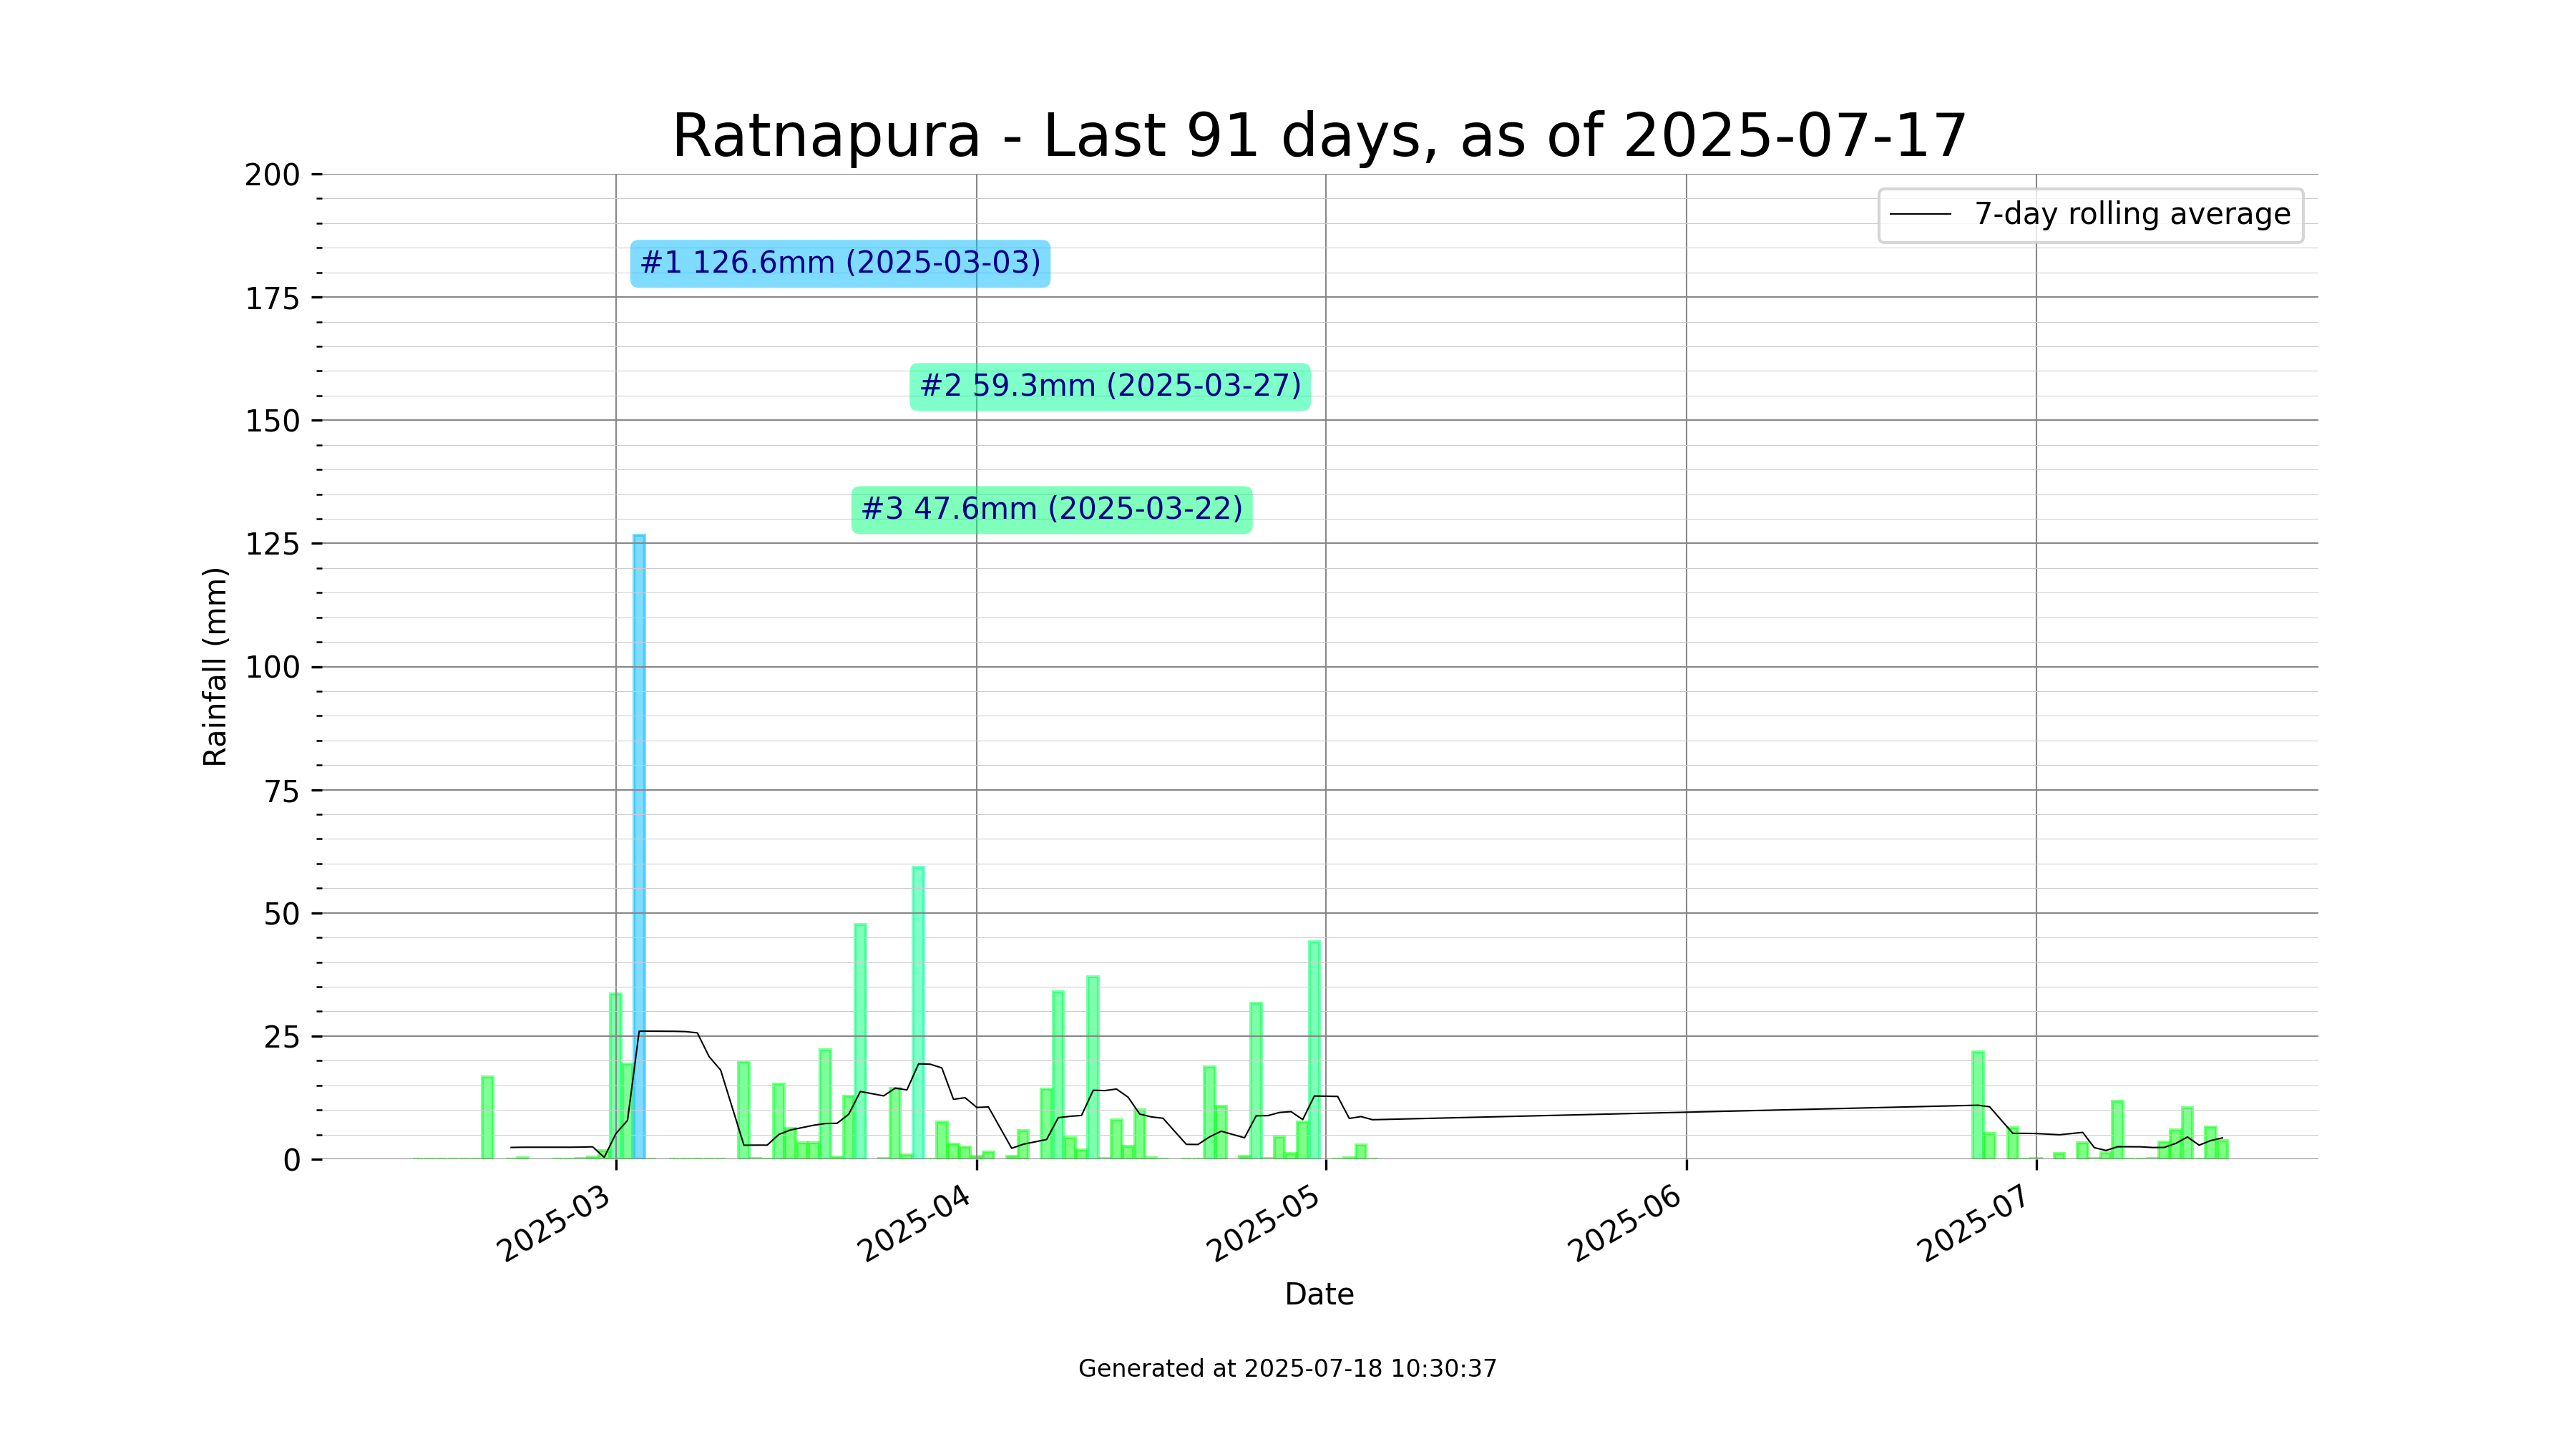 Ratnapura - Last 91 days, as of 2025-07-17
200
175
150
125
100
75
50
25
0
Rainfall (mm)
7-day rolling average
#1 126.6mm (2025-03-03)
#2 59.3mm (2025-03-27)
#3 47.6mm (2025-03-22)
2025-03
2025-04
2025-05
2025-06
2025-07
Date
Generated at 2025-07-18 10:30:37